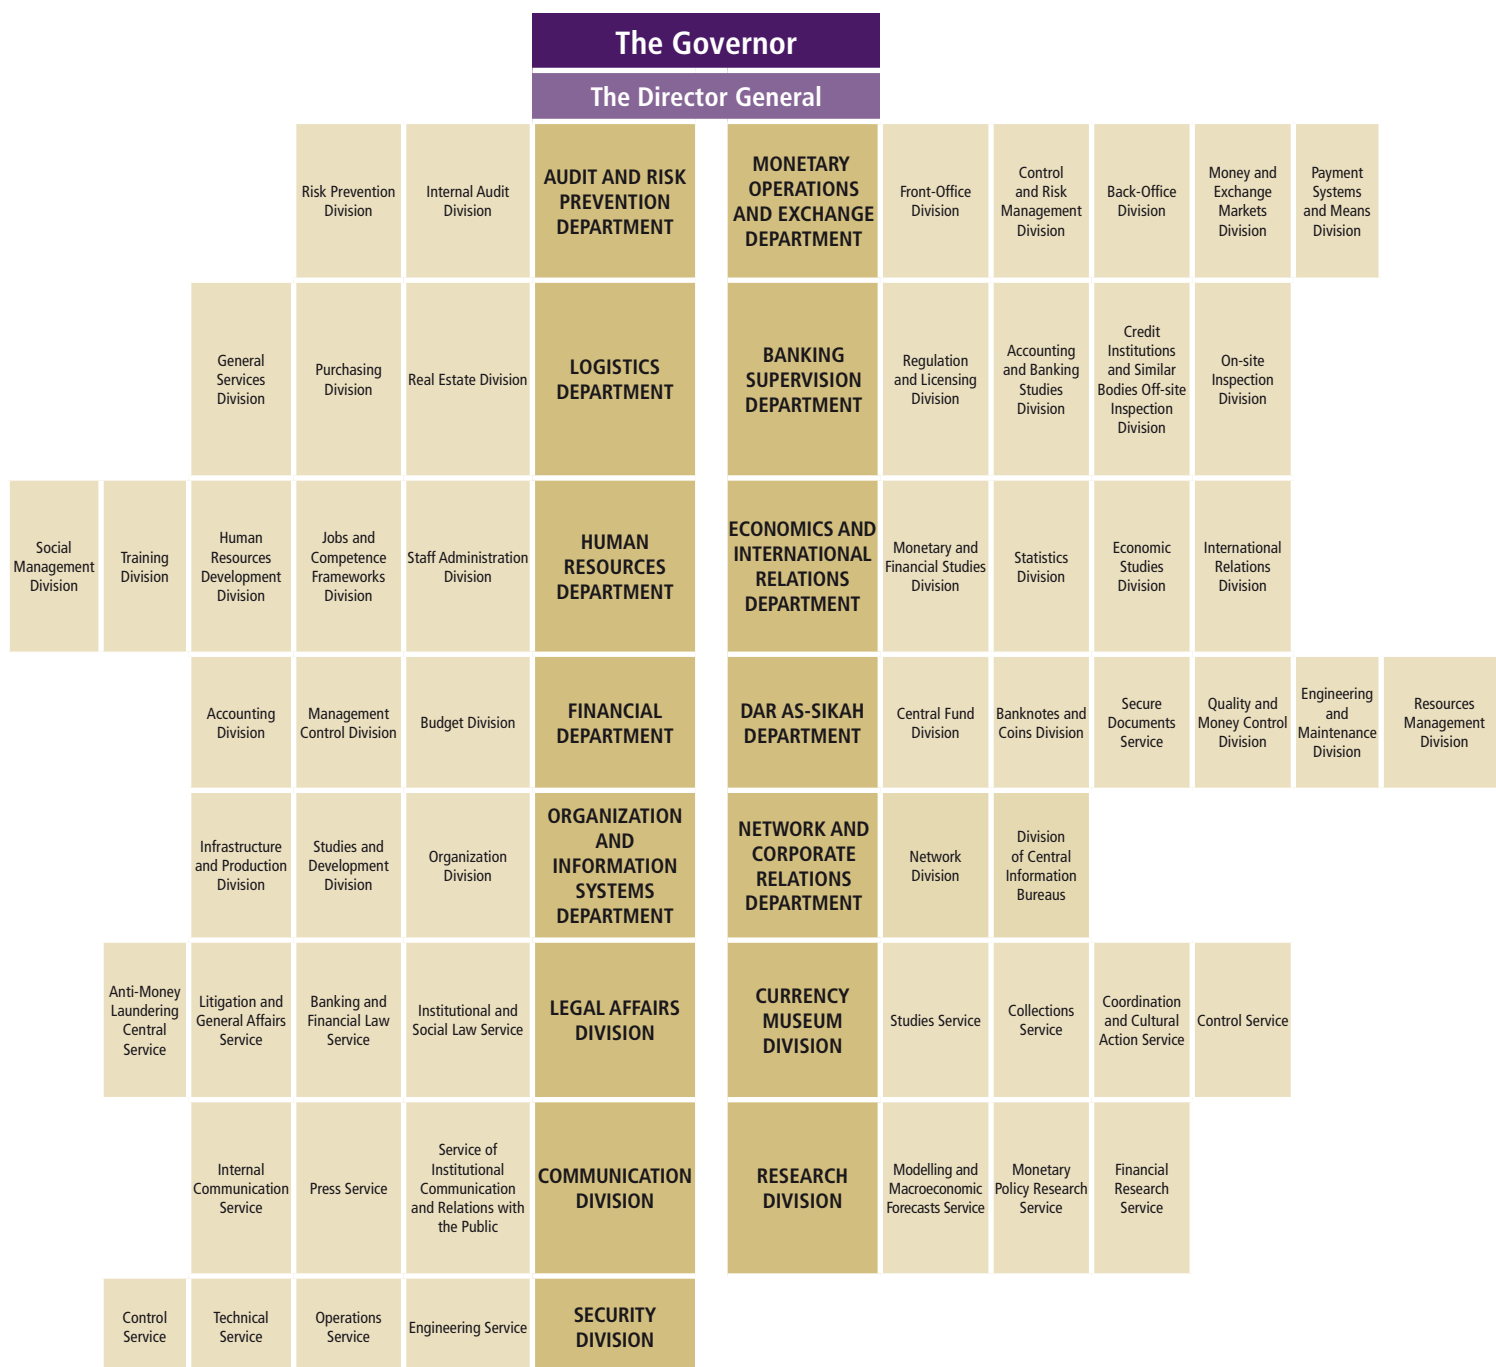 The Governor
The Director General
Risk Prevention
Division
Internal Audit
Division
AUDIT AND RISK
PREVENTION
DEPARTMENT
MONETARY
OPERATIONS
AND EXCHANGE
DEPARTMENT
Front-Office
Division
Control
and Risk
Management
Division
Back-Office
Division
Money and
Exchange
Markets
Division
Payment
Systems
and Means
Division
General
Services
Division
Purchasing
Division
Real Estate Division
LOGISTICS
DEPARTMENT
BANKING
SUPERVISION
DEPARTMENT
Regulation
and Licensing
Division
Accounting
and Banking
Studies
Division
Credit
Institutions
and Similar
Bodies Off-site
Inspection
Division
On-site
Inspection
Division
Social
Management
Division
Training
Division
Human
Resources
Development
Division
Jobs and
Competence
Frameworks
Division
Staff Administration
Division
HUMAN
RESOURCES
DEPARTMENT
ECONOMICS AND
INTERNATIONAL
RELATIONS
DEPARTMENT
Monetary and
Financial Studies
Division
Statistics
Division
Economic
Studies
Division
International
Relations
Division
Accounting
Division
Management
Control Division
Budget Division
FINANCIAL
DEPARTMENT
DAR AS-SIKAH
DEPARTMENT
Central Fund
Division
Banknotes and
Coins Division
Secure
Documents
Service
Quality and
Money Control
Division
Engineering
and
Maintenance
Division
Resources
Management
Division
Infrastructure
and Production
Division
Studies and
Development
Division
Organization
Division
ORGANIZATION
AND
INFORMATION
SYSTEMS
DEPARTMENT
NETWORK AND
CORPORATE
RELATIONS
DEPARTMENT
Network
Division
Division
of Central
Information
Bureaus
Anti-Money
Laundering
Central
Service
Litigation and
General Affairs
Service
Banking and
Financial Law
Service
Institutional and
Social Law Service
LEGAL AFFAIRS
DIVISION
CURRENCY
MUSEUM
DIVISION
Studies Service
Collections
Service
Coordination
and Cultural
Action Service
Control Service
Internal
Communication
Service
Press Service
Service of
Institutional
Communication
and Relations with
the Public
COMMUNICATION
DIVISION
RESEARCH
DIVISION
Modelling and
Macroeconomic
Forecasts Service
Monetary
Policy Research
Service
Financial
Research
Service
Control
Service
Technical
Service
Operations
Service
Engineering Service
SECURITY
DIVISION